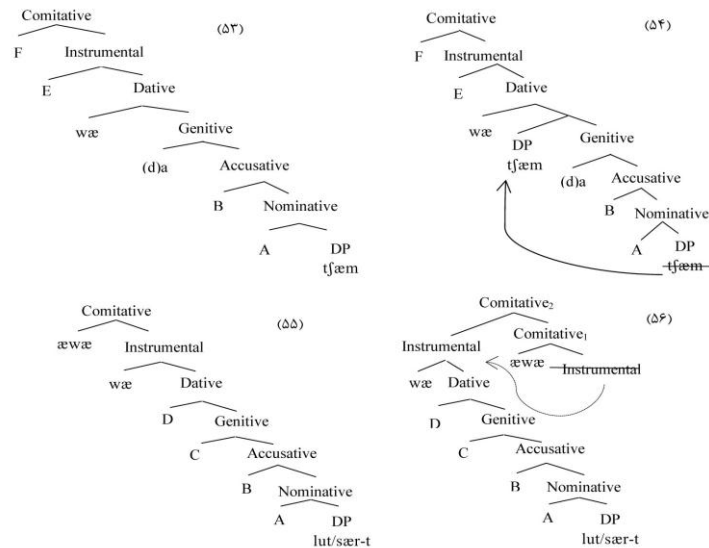 Comitative
(۵۳)
F Instrumental
E Dative
wæ Genitive
(d)a Accusative
B Nominative
A DP
tʃæm
(۵۴)
Comitative
F Instrumental
E Dative
wæ DP Genitive
tʃæm (d)a Accusative
B Nominative
A DP
tʃæm
(۵۵)
Comitative
æwæ Instrumental
wæ Dative
D Genitive
C Accusative
B Nominative
A DP
lut/sær-t
(۵۶)
Comitative₂
Instrumental Comitative₁
wæ Dative æwæ Instrumental
D Genitive
C Accusative
B Nominative
A DP
lut/sær-t